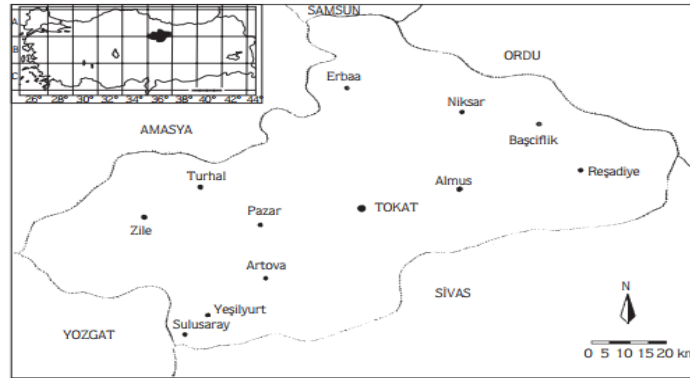 SAMSUN
A
B
C
26° 28° 30° 32° 34° 36° 38° 40° 42° 44°
ORDU
Erbaa
Niksar
AMASYA
Başciflik
Turhal
Reşadiye
Almus
Pazar
TOKAT
Zile
Artova
SİVAS
N
Yeşilyurt
YOZGAT
Sulusaray
0 5 10 15 20 km